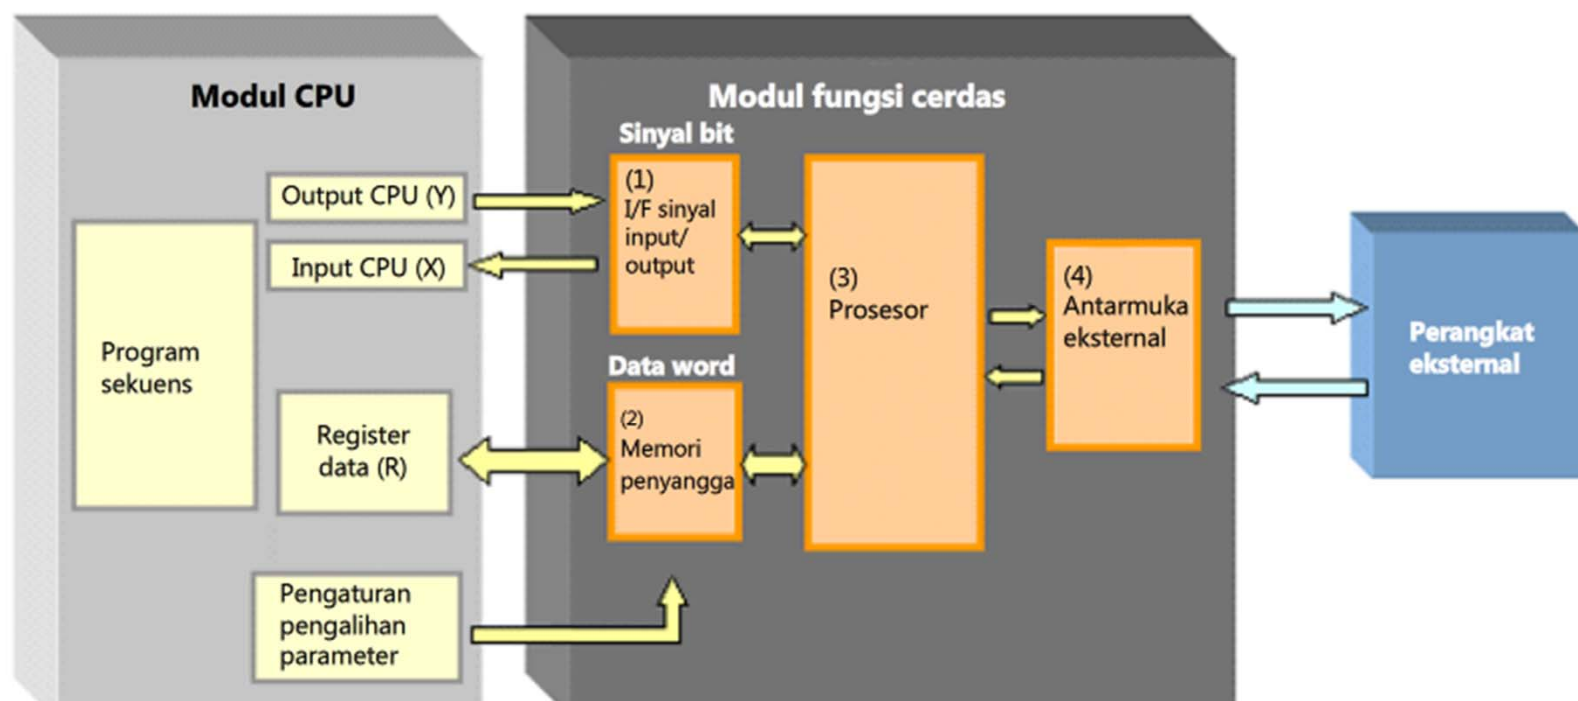 Modul CPU
Output CPU (Y)
Input CPU (X)
Program
sekuens
Register
data (R)
Pengaturan
pengalihan
parameter
Modul fungsi cerdas
Sinyal bit
(1)
I/F sinyal
input/
output
Data word
(2)
Memori
penyangga
(3)
Prosesor
(4)
Antarmuka
eksternal
Perangkat
eksternal